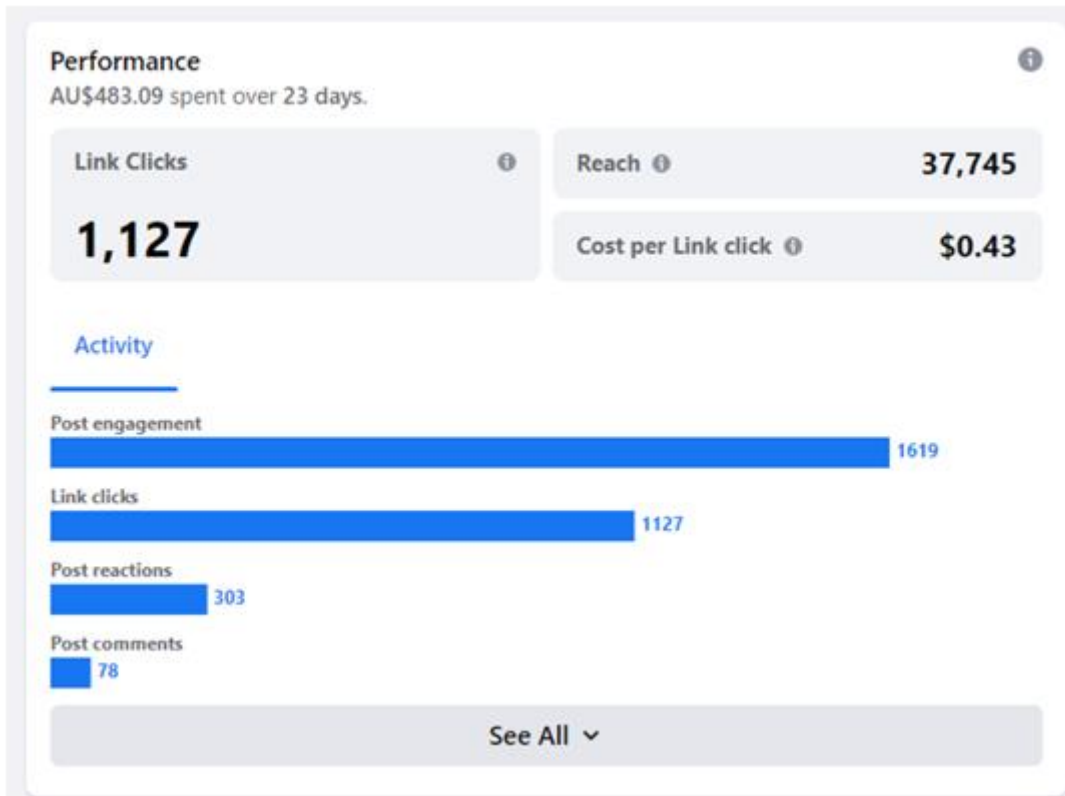 Performance
AU$483.09 spent over 23 days.
Link Clicks
1,127
Reach 37,745
Cost per Link click $0.43
Activity
Post engagement
1619
Link clicks
1127
Post reactions
303
Post comments
78
See All